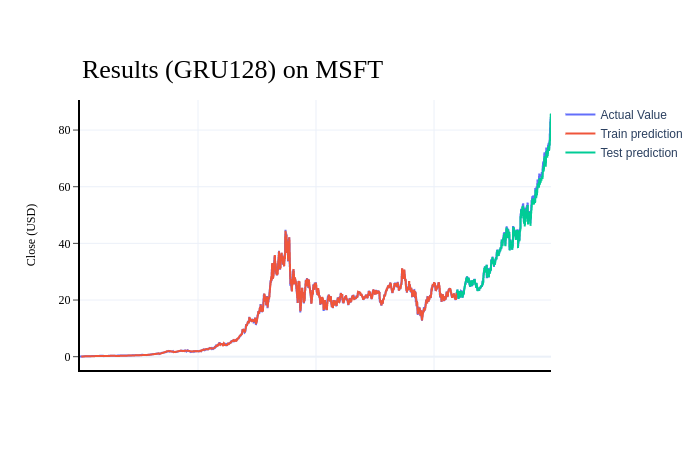 Results (GRU128) on MSFT
Actual Value
Train prediction
Test prediction
Close (USD)
80
60
40
20
0